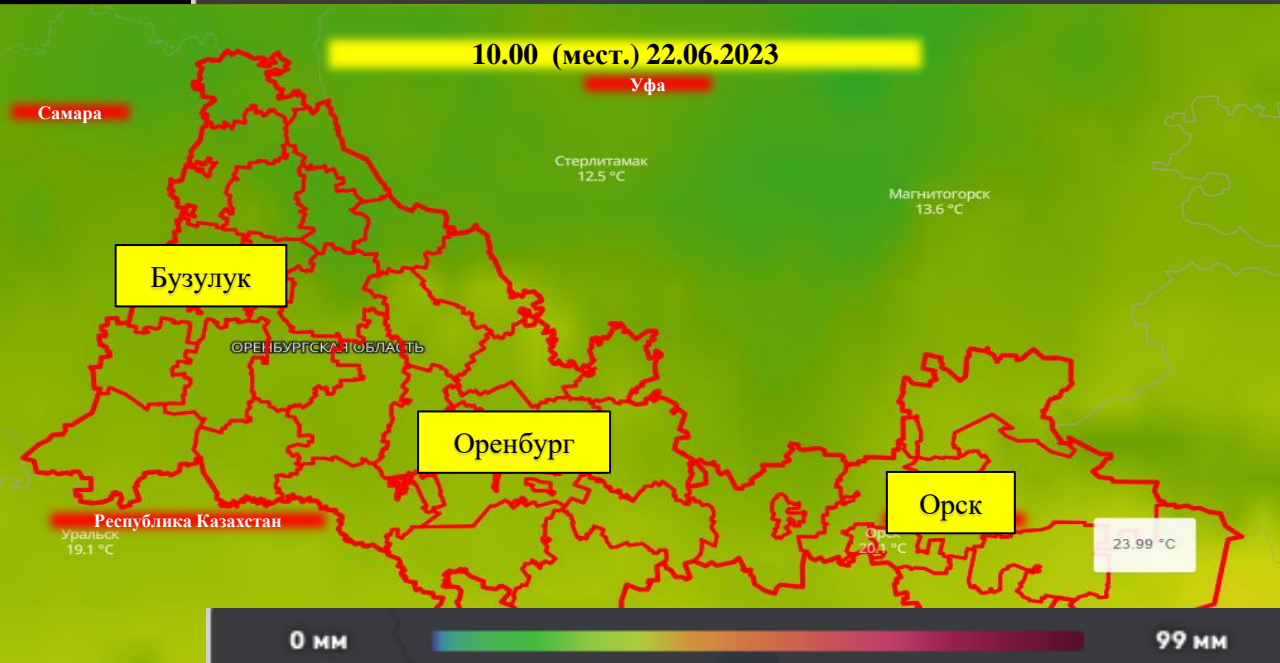 10.00 (мест.) 22.06.2023
Уфа
Самара
Стерлитамак
12.5 °C
Магнитогорск
13.6 °C
Бузулук
ОРЕНБУРГСКАЯ ОБЛАСТЬ
Оренбург
Орск
Республика Казахстан
Уральск
19.1 °C
Орск
20.1 °C
23.99 °C
0 мм
99 мм